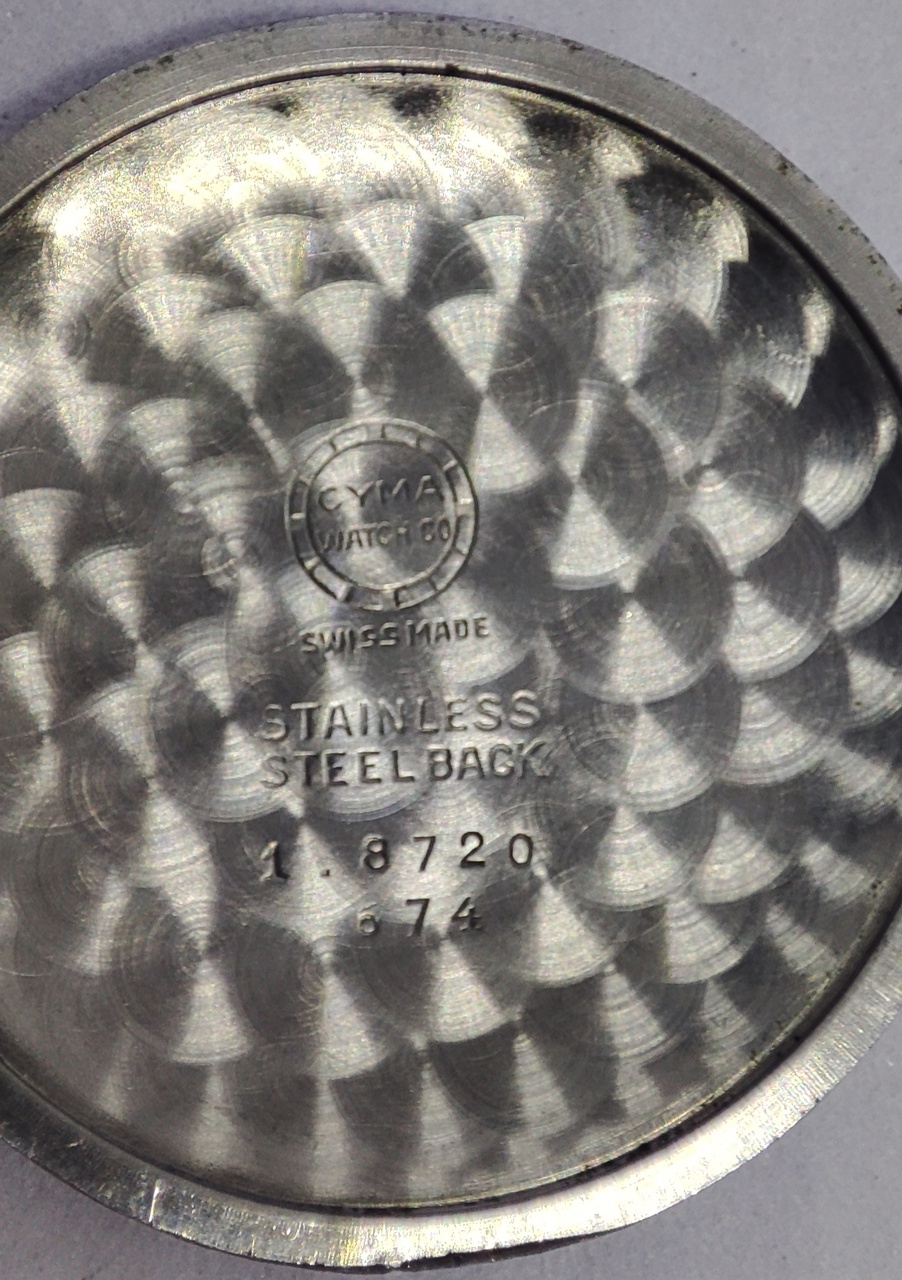 CYMA
WATCH CO
SWISS MADE
STAINLESS
STEEL BACK
1.8720
674